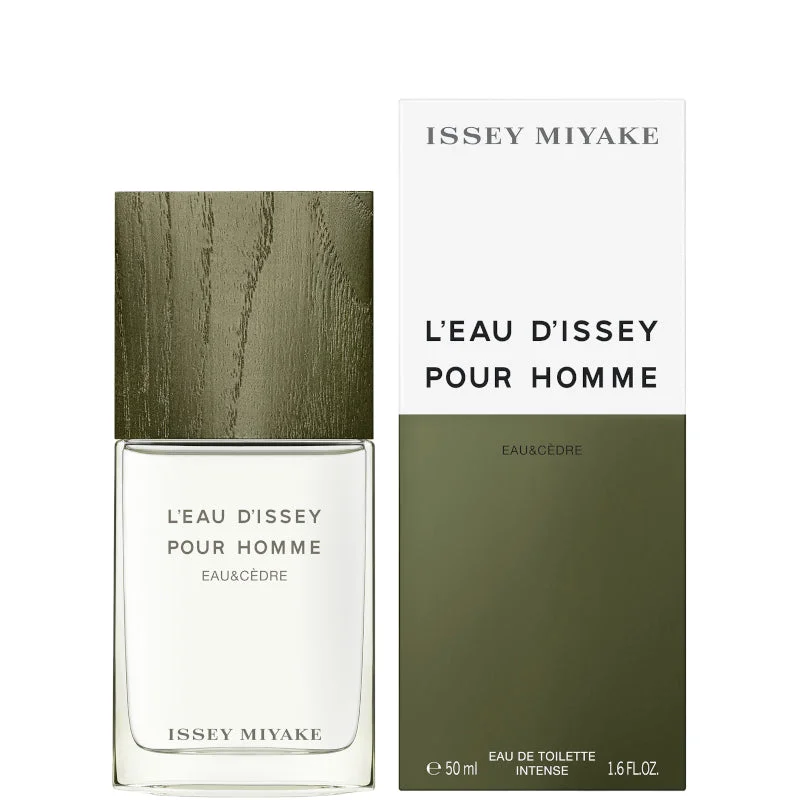 L'EAU D'ISSEY
POUR HOMME
EAU&CÈDRE
ISSEY MIYAKE
ISSEY MIYAKE
L'EAU D'ISSEY
POUR HOMME
EAU&CÈDRE
℮ 50 ml
EAU DE TOILETTE
INTENSE
1.6 FL.OZ.